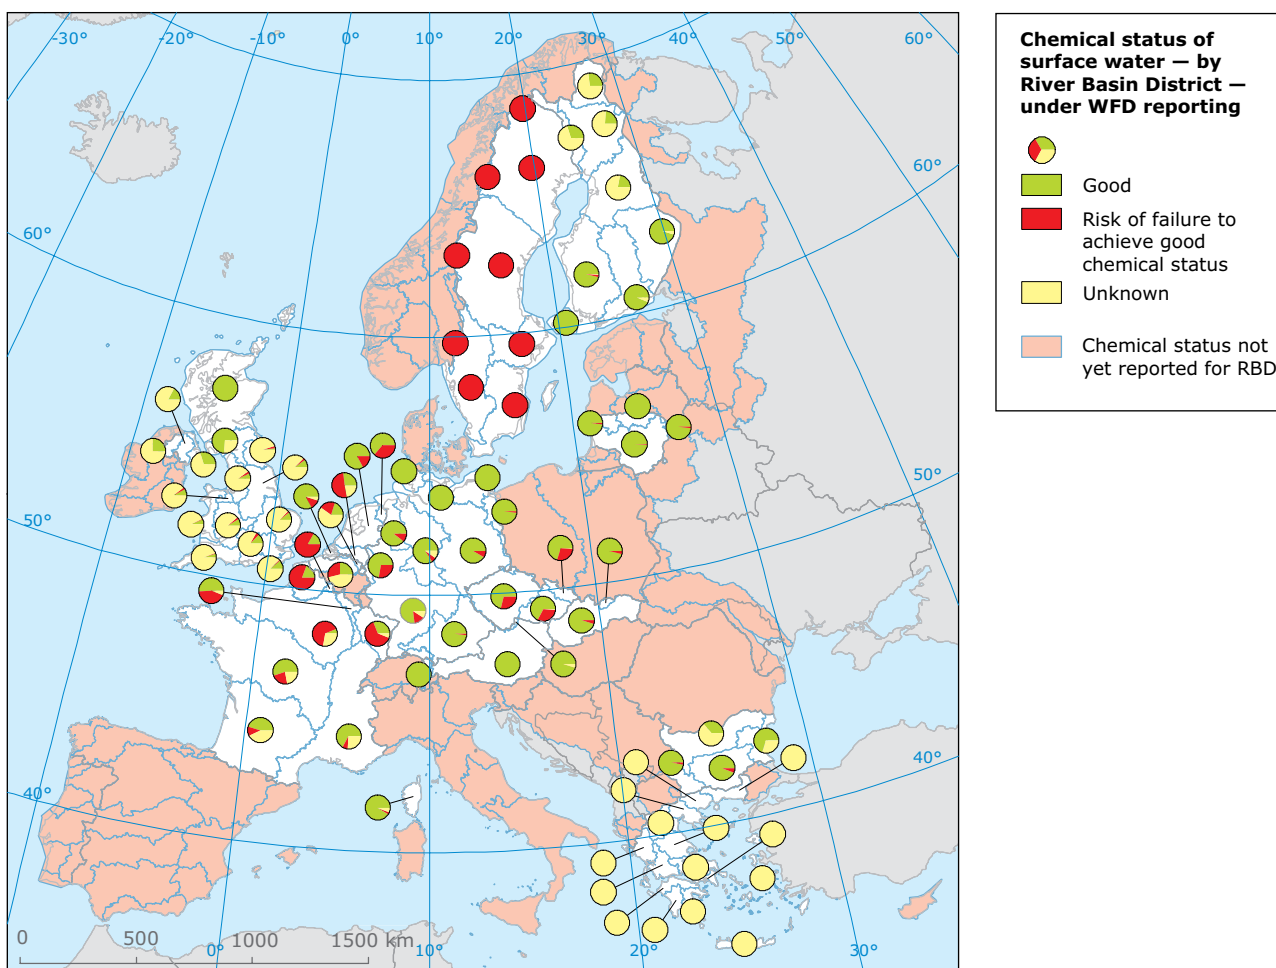 -30°
-20°
-10°
0°
10°
20°
30°
40°
50°
60°
60°
60°
50°
50°
40°
40°
0
500
1000
1500 km
0°
10°
20°
30°
Chemical status of
surface water — by
River Basin District —
under WFD reporting
Good
Risk of failure to
achieve good
chemical status
Unknown
Chemical status not
yet reported for RBD